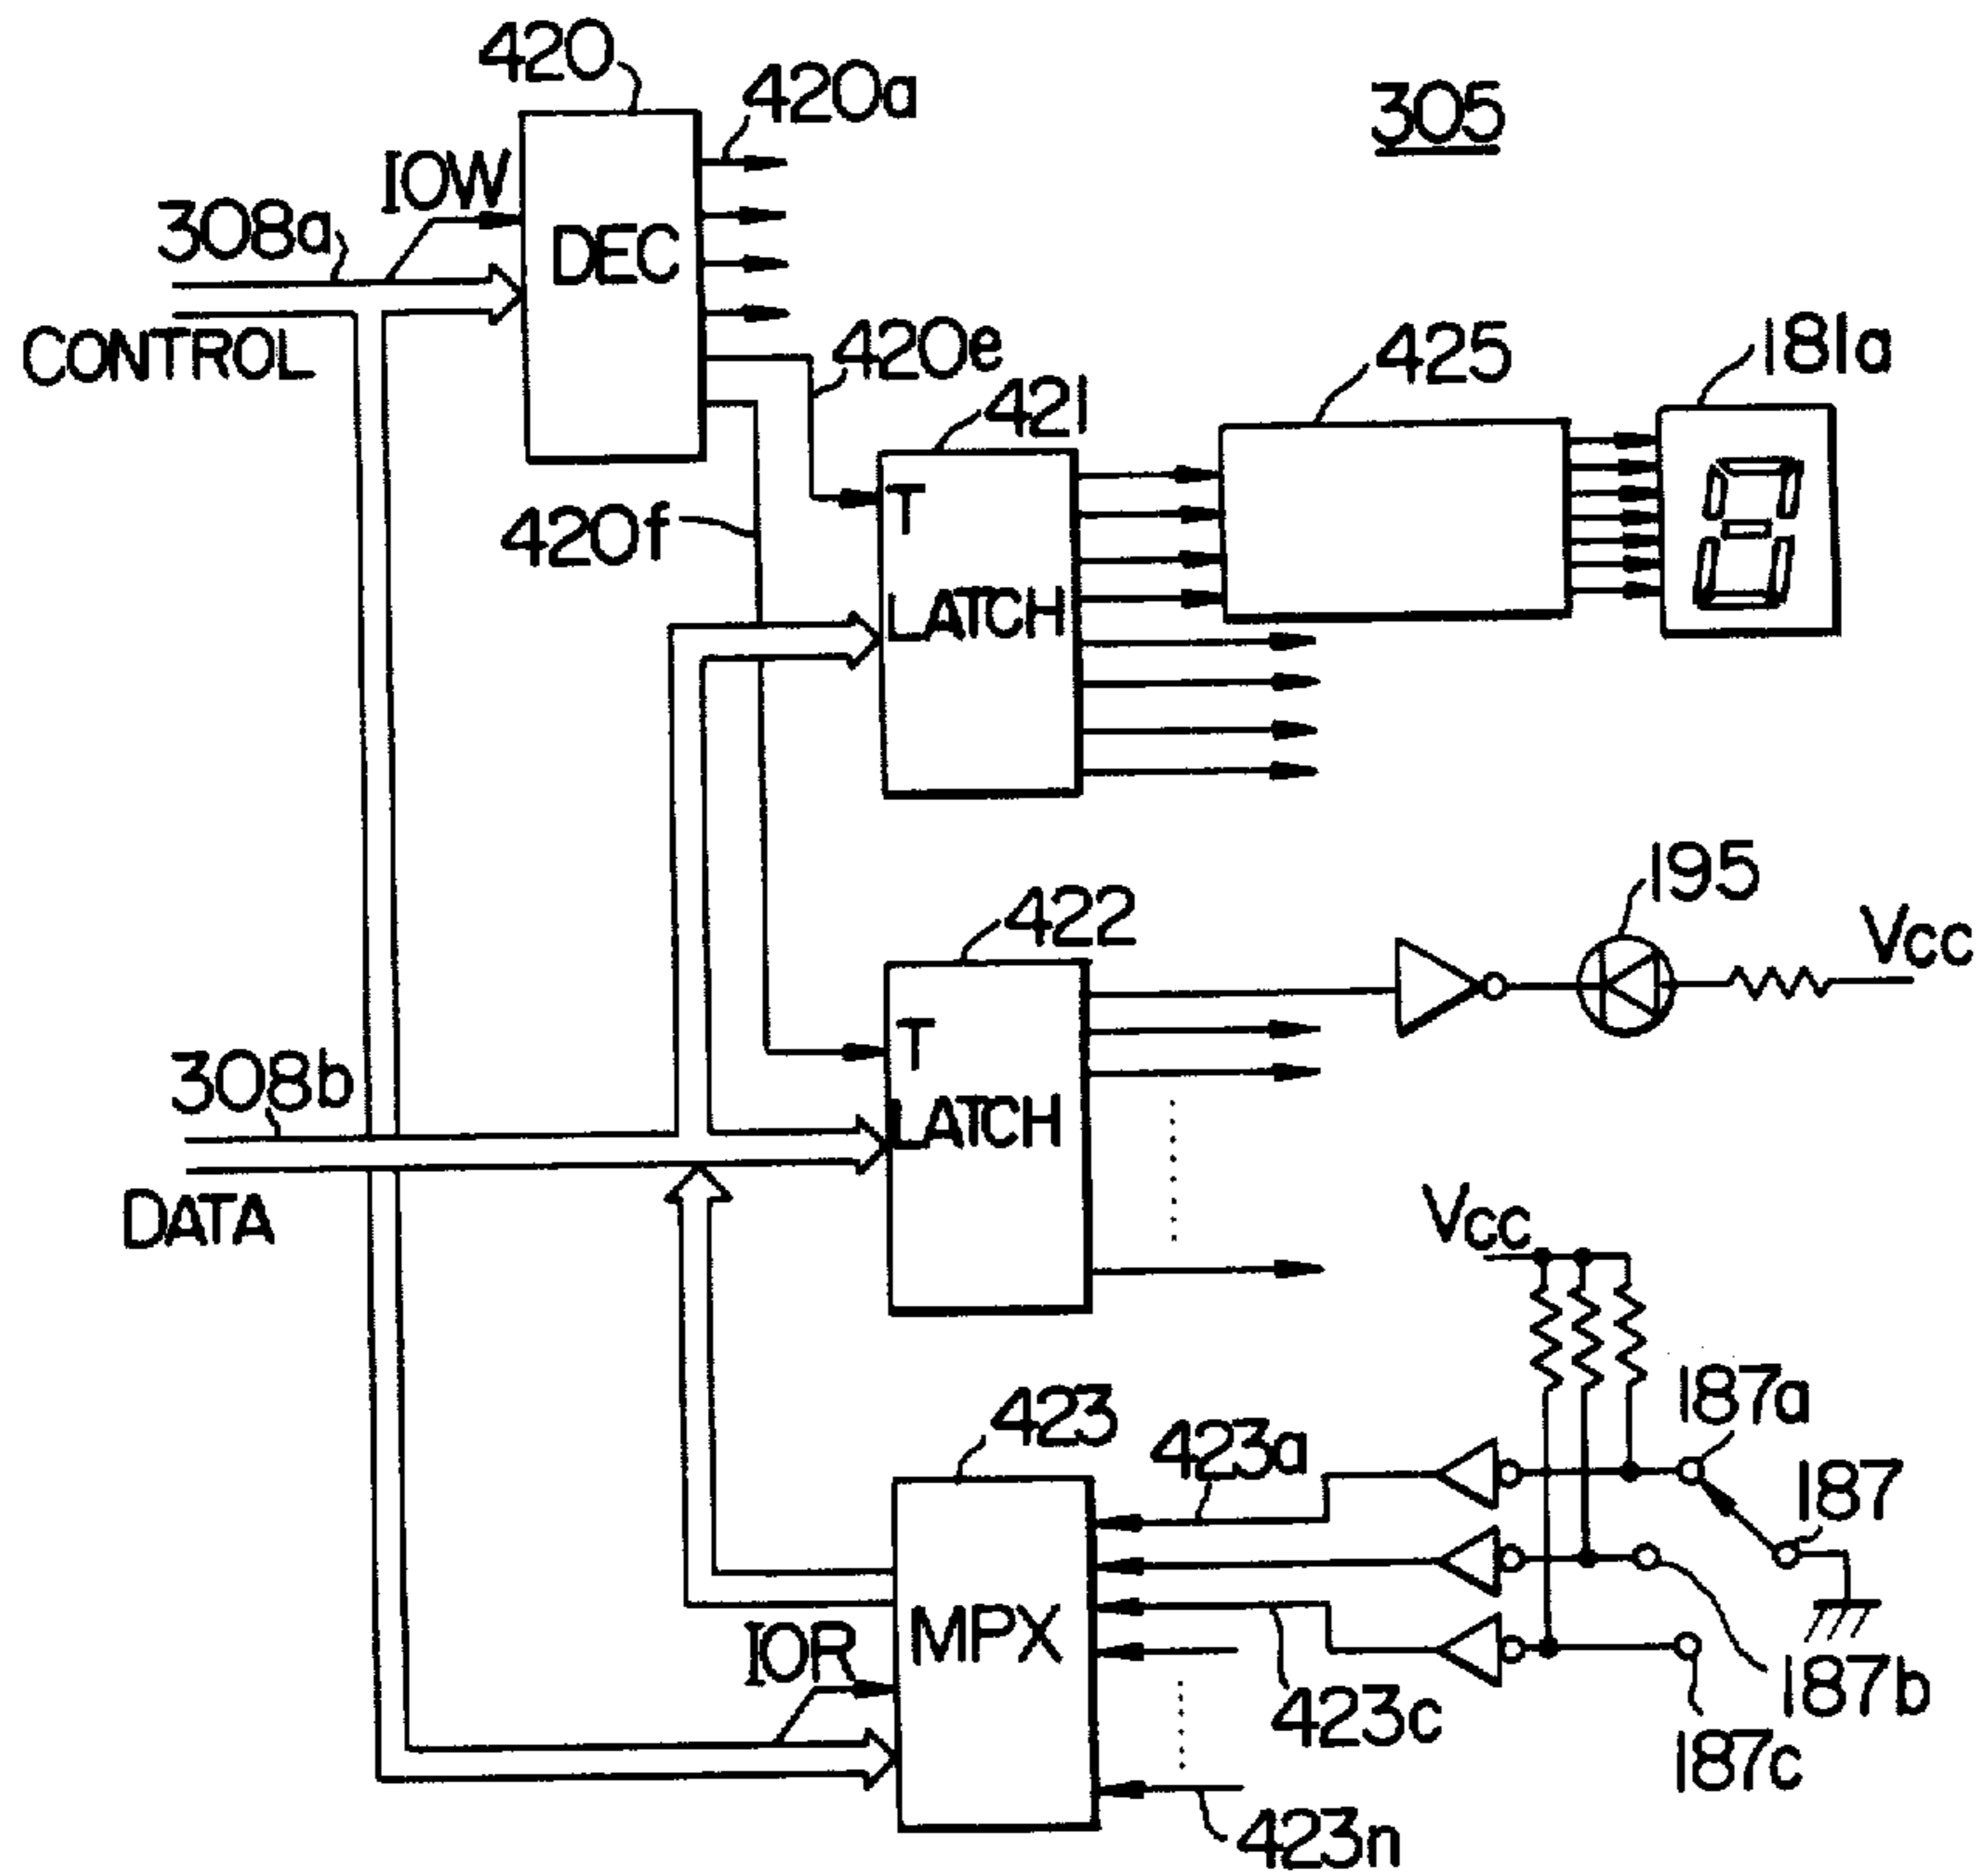 420
420a
305
IOW
308a
DEC
CONTROL
420e
425
181a
421
T
420f
LATCH
195
422
VCC
T
308b
LATCH
DATA
VCC
187a
423
423a
187
MPX
IOR
423c
187b
187c
423n